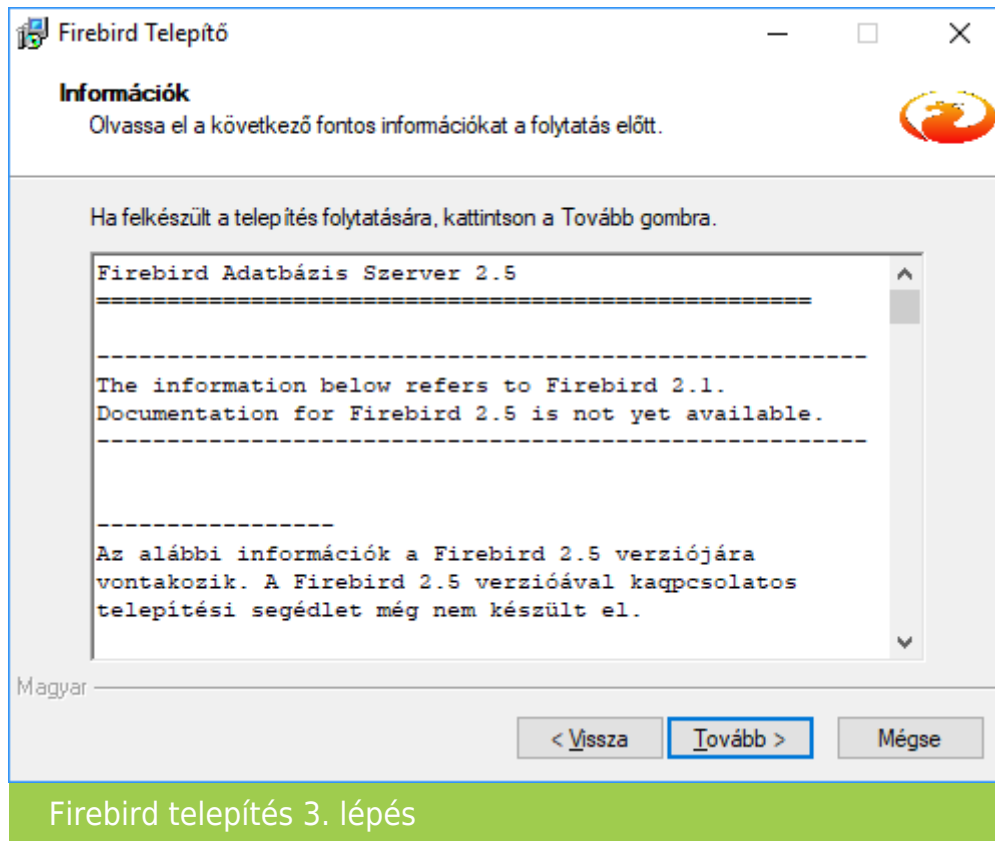 Firebird Telepítő
Információk
Olvassa el a következő fontos információkat a folytatás előtt.
Ha felkészült a telepítés folytatására, kattintson a Tovább gombra.
Firebird Adatbázis Szerver 2.5
===================================================
-------------------------------------------------------
The information below refers to Firebird 2.1.
Documentation for Firebird 2.5 is not yet available.
-------------------------------------------------------
-----------------
Az alábbi információk a Firebird 2.5 verziójára
vontakozik. A Firebird 2.5 verzióával kaqpcsolatos
telepítési segédlet még nem készült el.
Magyar
< Vissza
Tovább >
Mégse
Firebird telepítés 3. lépés